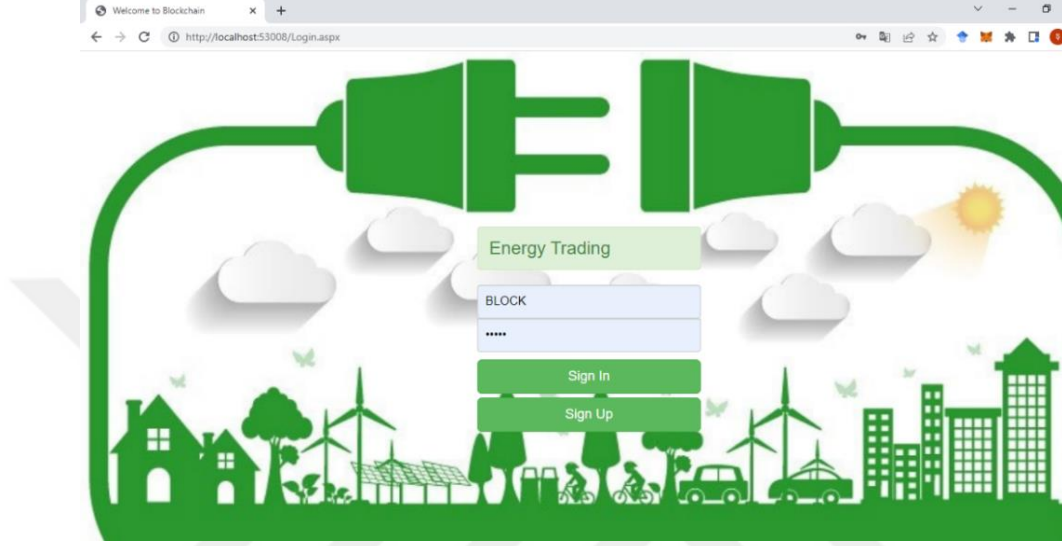 Welcome to Blockchain
http://localhost:53008/Login.aspx
Energy Trading
BLOCK
•••••
Sign In
Sign Up